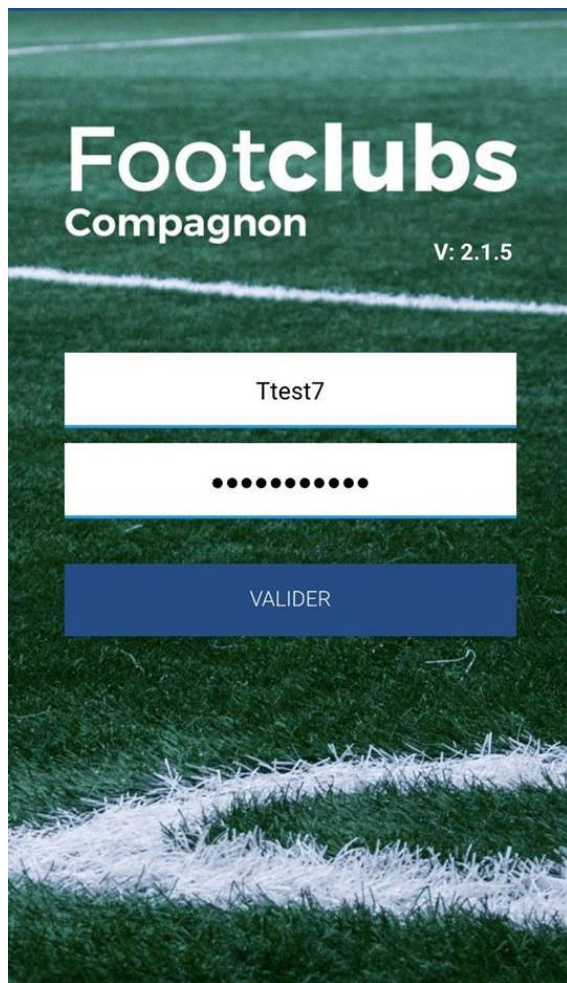 Footclubs
Compagnon
V: 2.1.5
Ttest7
●●●●●●●●●●●
VALIDER